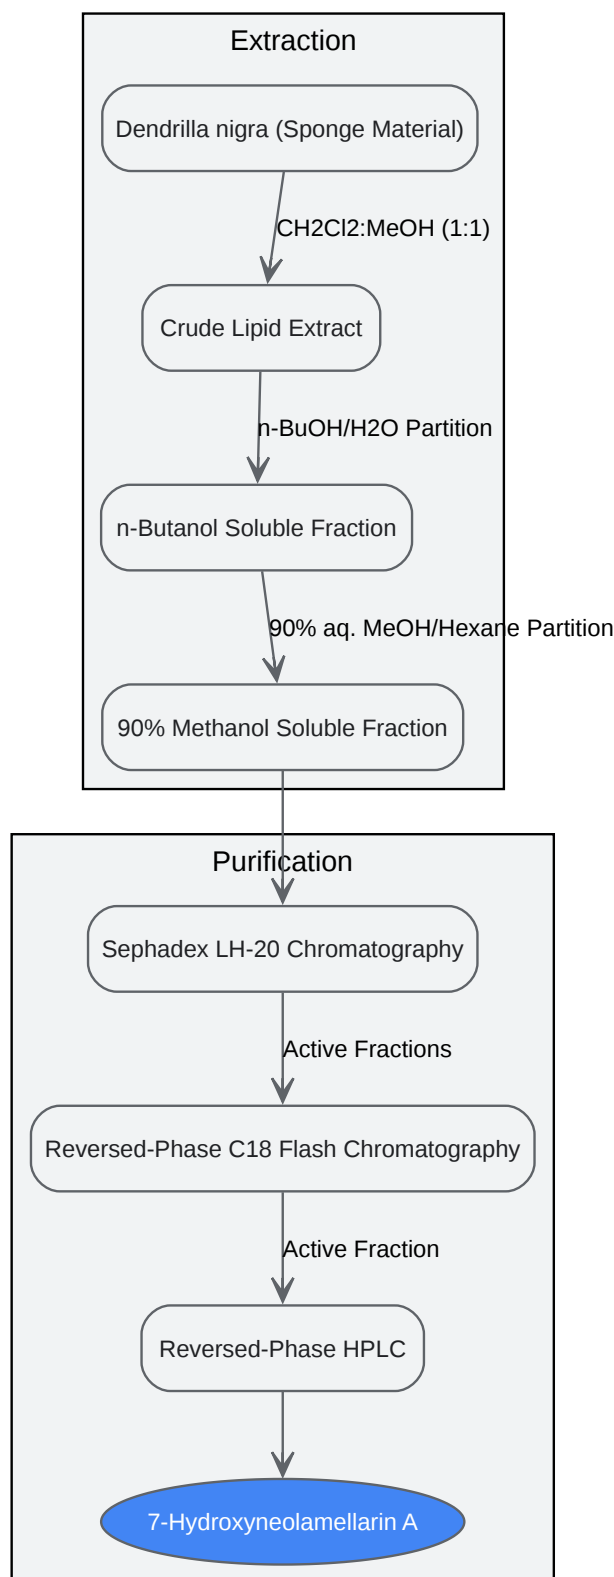 Extraction
Dendrilla nigra (Sponge Material)
CH2Cl2:MeOH (1:1)
Crude Lipid Extract
n-BuOH/H2O Partition
n-Butanol Soluble Fraction
90% aq. MeOH/Hexane Partition
90% Methanol Soluble Fraction
Purification
Sephadex LH-20 Chromatography
Active Fractions
Reversed-Phase C18 Flash Chromatography
Active Fraction
Reversed-Phase HPLC
7-Hydroxyneolamellarin A